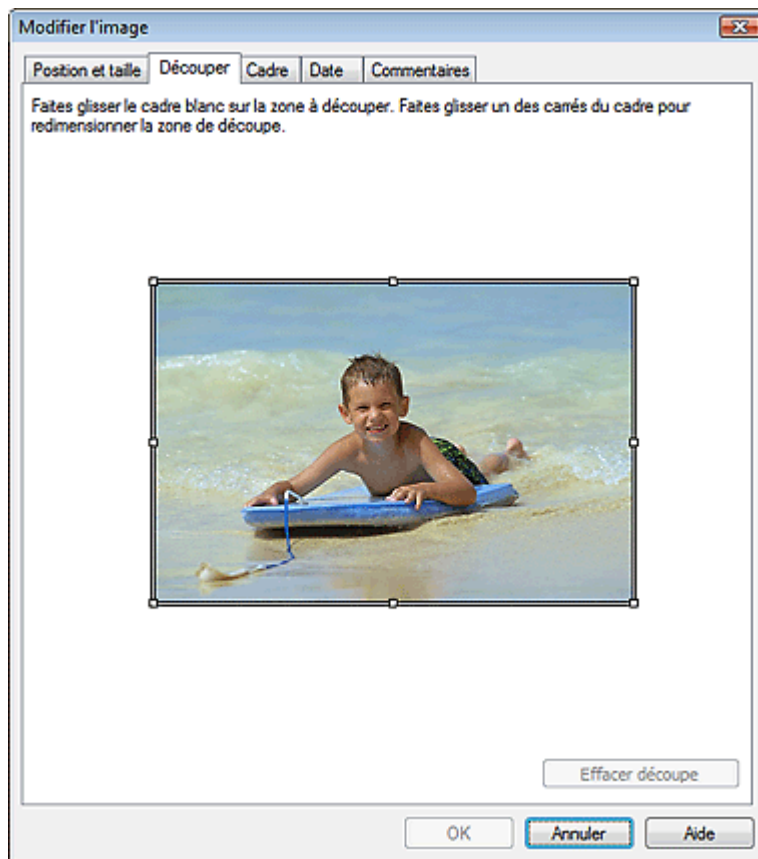 Modifier l'image
Position et taille Découper Cadre Date Commentaires
Faites glisser le cadre blanc sur la zone à découper. Faites glisser un des carrés du cadre pour
redimensionner la zone de découpe.
Effacer découpe
OK Annuler Aide